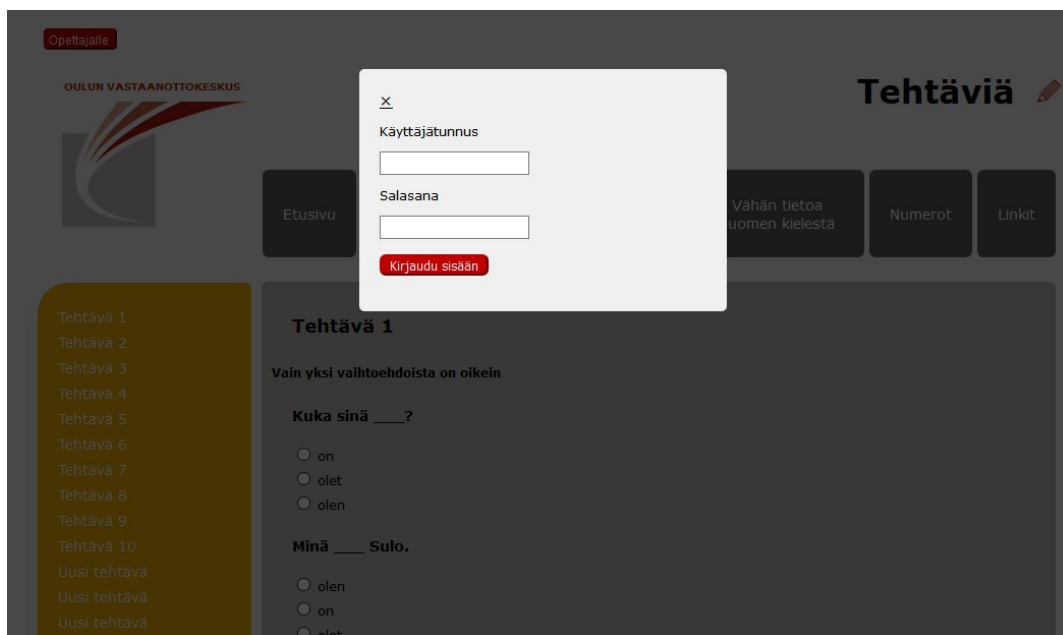 Opettajalle
OULUN VASTAANOTTOKESKUS
Tehtäviä
×
Käyttäjätunnus
Salasana
Kirjaudu sisään
Etusivu
Vähän tietoa
uomen kielestä
Numerot
Linkit
Tehtävä 1
Tehtävä 2
Tehtävä 3
Tehtävä 4
Tehtävä 5
Tehtävä 6
Tehtävä 7
Tehtävä 8
Tehtävä 9
Tehtävä 10
Uusi tehtävä
Uusi tehtävä
Uusi tehtävä
Tehtävä 1
Vain yksi vaihtoehdoista on oikein
Kuka sinä ___?
on
olet
olen
Minä ___ Sulo.
olen
on
olet